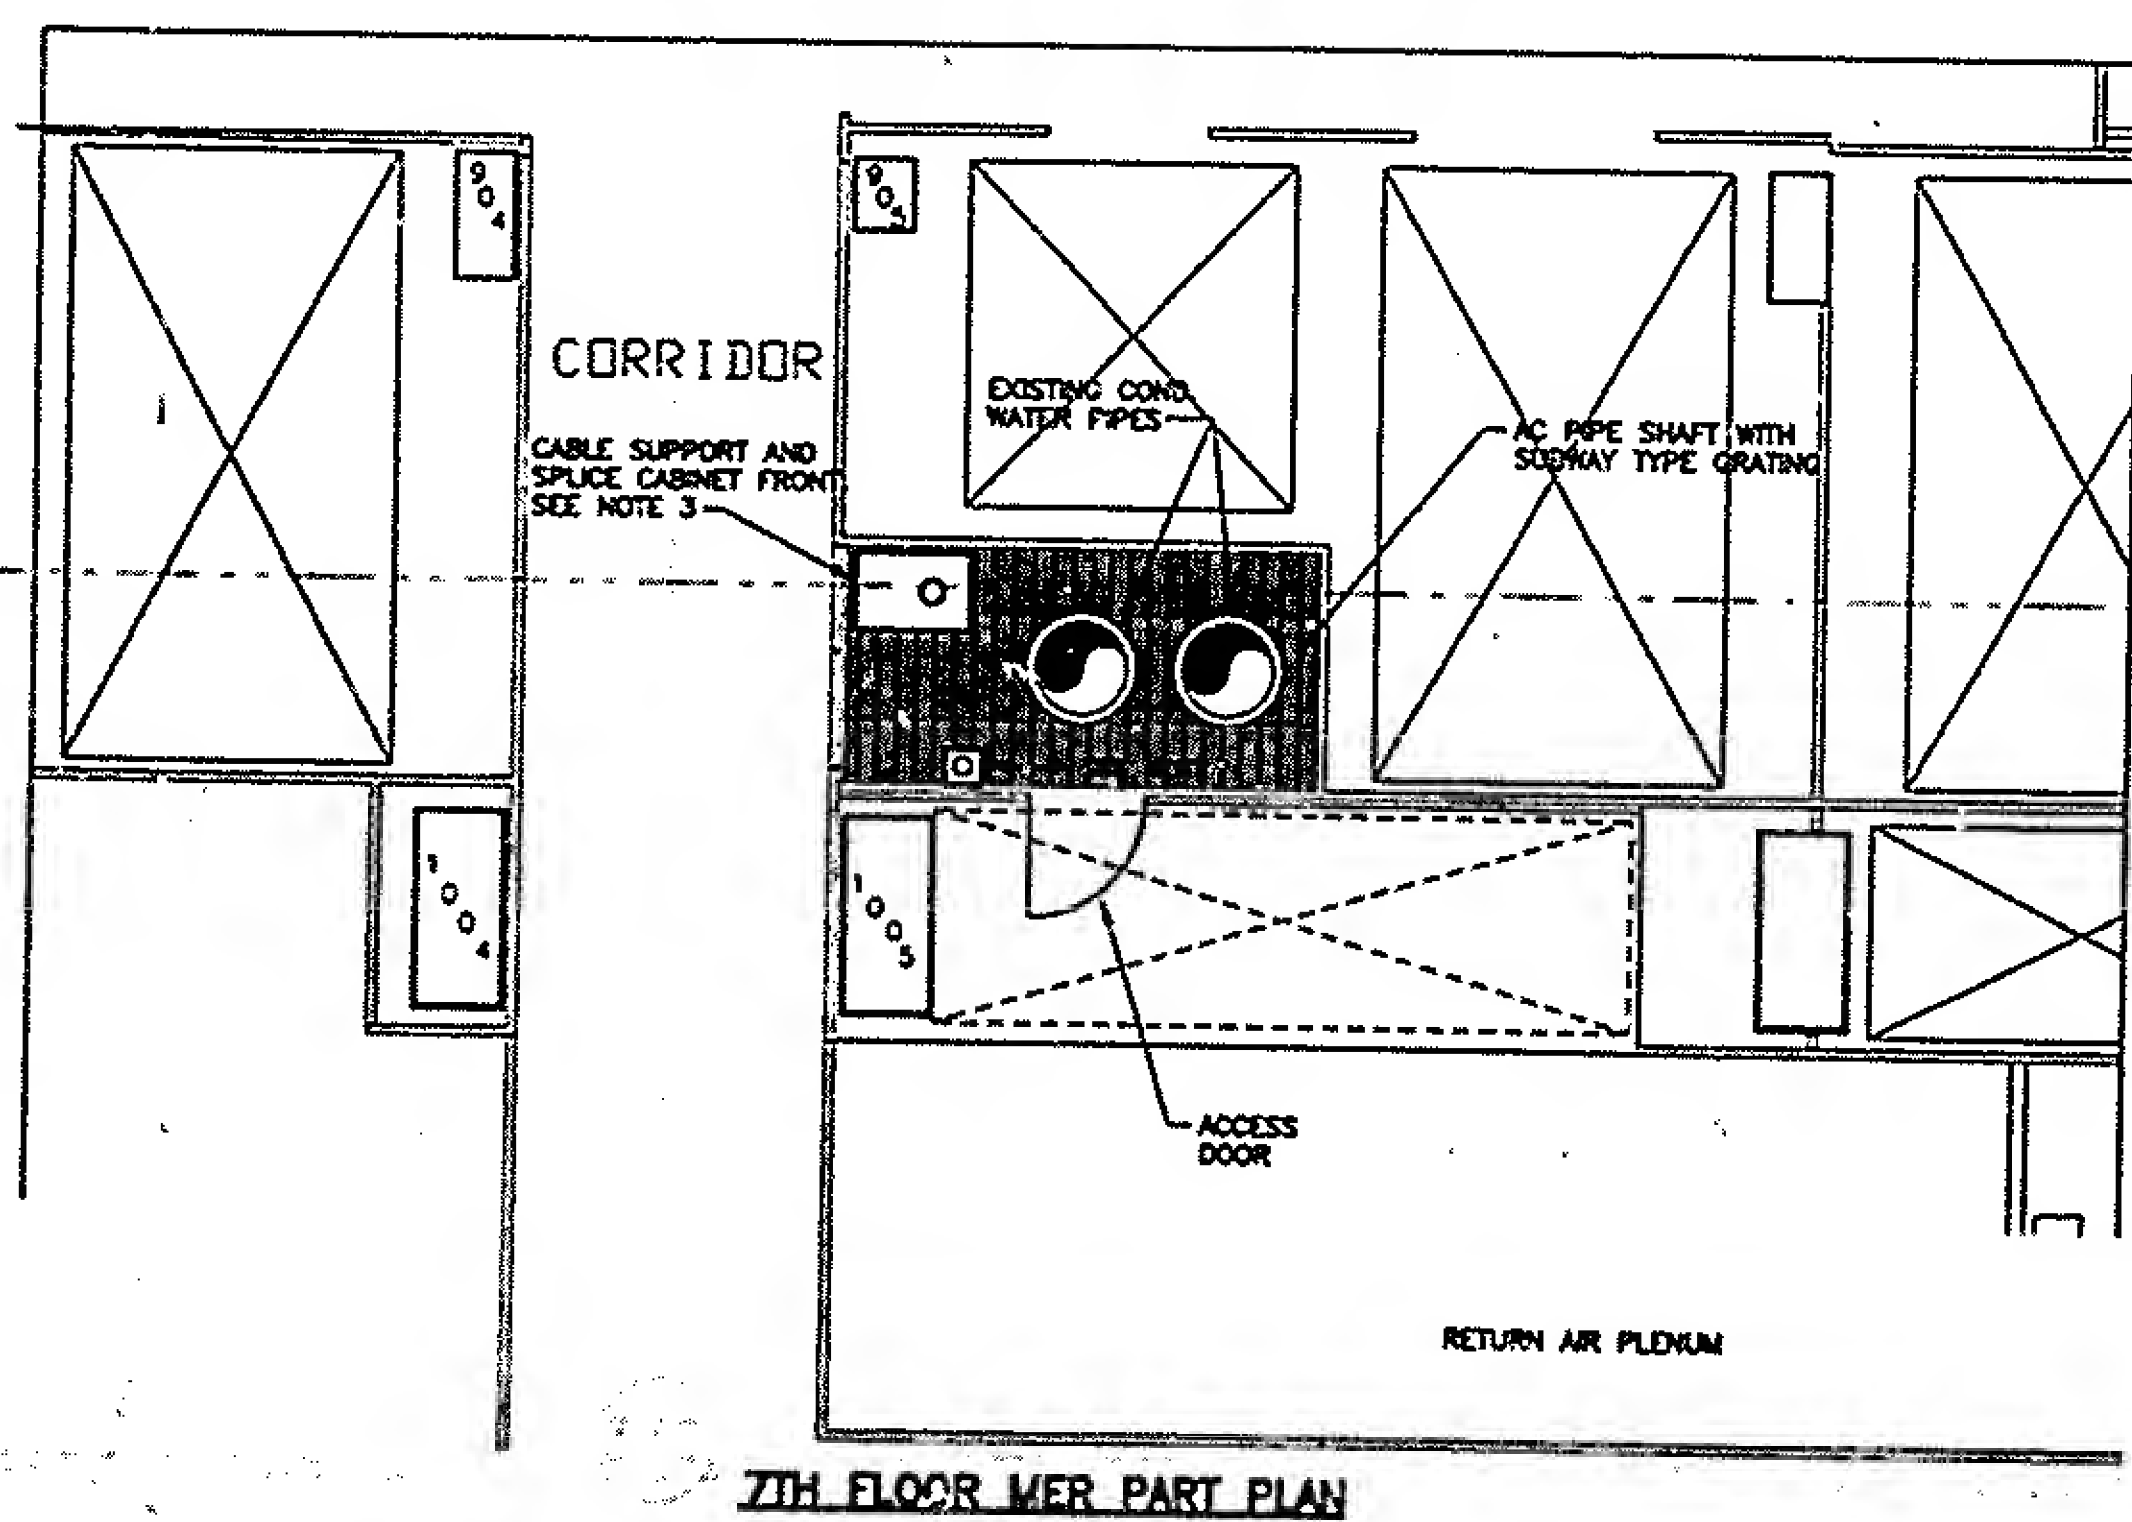 904
905
CORRIDOR
EXISTING COND.
WATER PIPES
CABLE SUPPORT AND
SPLICE CABINET FRONT
SEE NOTE 3
AC PIPE SHAFT WITH
SUBWAY TYPE GRATING
1004
1005
ACCESS
DOOR
RETURN AIR PLENUM
7TH FLOOR MER PART PLAN